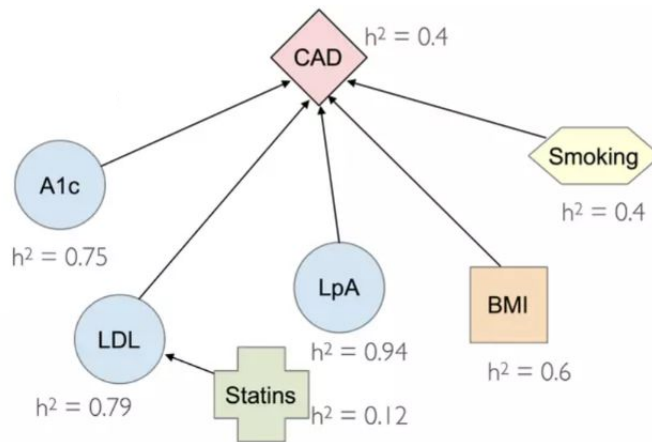 CAD
h² = 0.4
A1c
h² = 0.75
Smoking
h² = 0.4
LpA
h² = 0.94
BMI
h² = 0.6
LDL
h² = 0.79
Statins
h² = 0.12